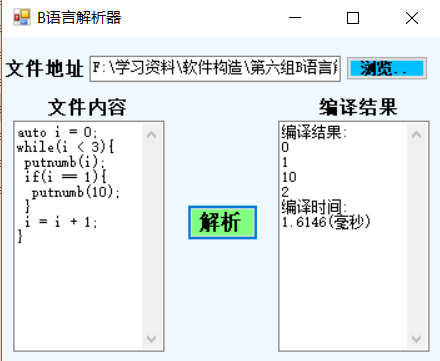 B语言解析器
文件地址 F:\学习资料\软件构造\第六组B语言 浏览..
文件内容
auto i = 0;
while(i < 3){
putnumb(i);
if(i == 1){
putnumb(10);
}
i = i + 1;
}
解析
编译结果
编译结果:
0
1
10
2
编译时间:
1.6146(毫秒)